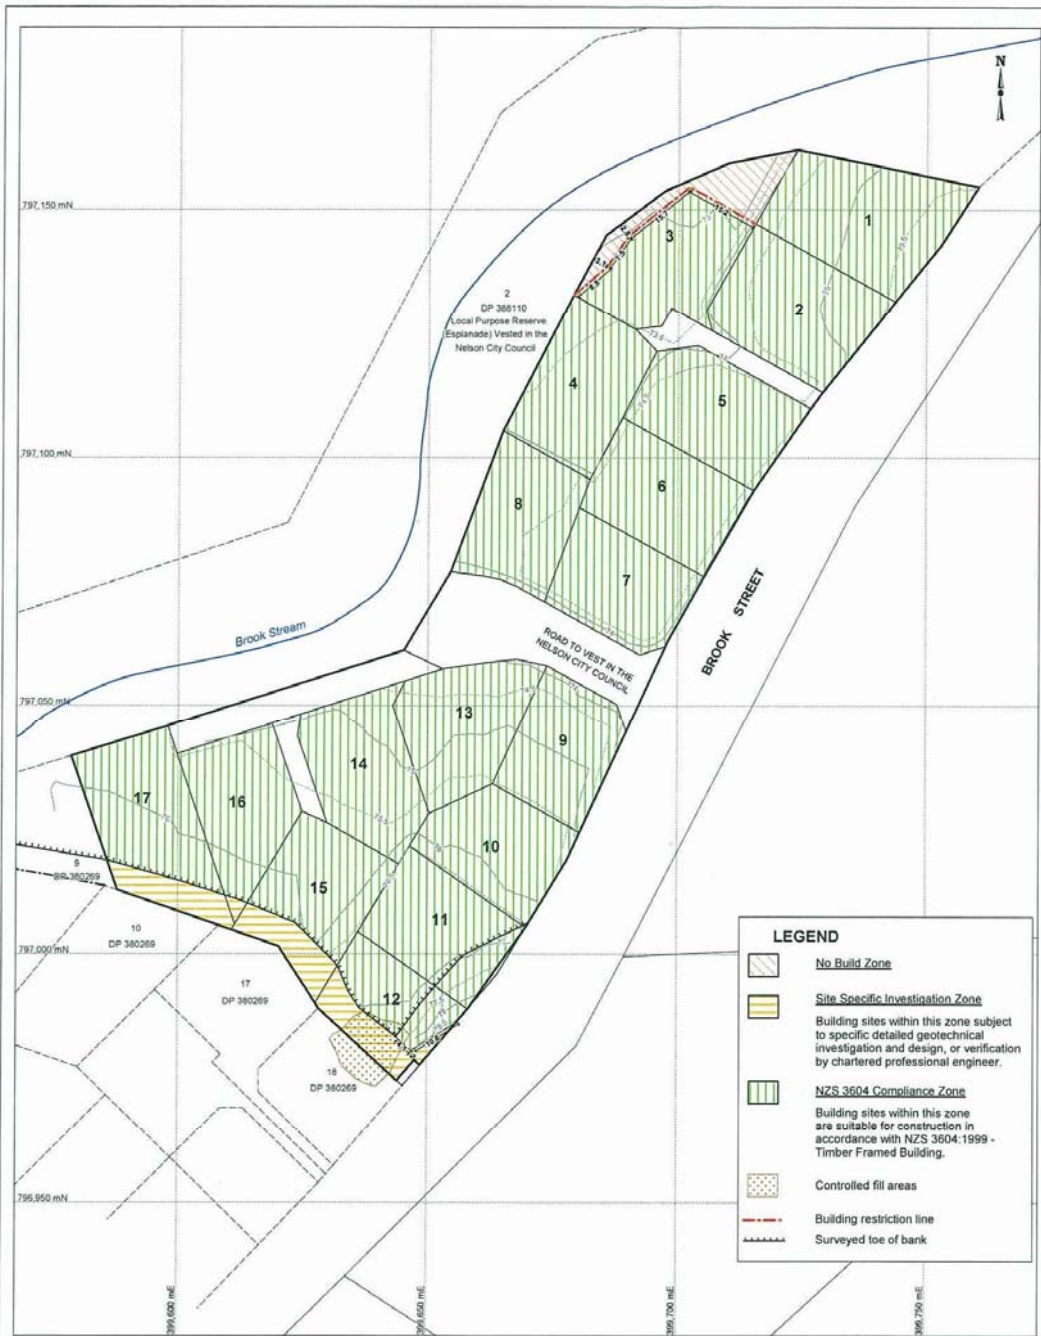 N
797,150 mN
1
3
2
2
DP 386110
Local Purpose Reserve
Esplanade) Vested in the
Nelson City Council
4
5
797,100 mN
6
8
7
BROOK STREET
Brook Stream
ROAD TO VEST IN THE
NELSON CITY COUNCIL
797,050 mN
13
9
14
17
16
10
15
9
DP 380269
11
10
DP 380269
797,000 mN
17
DP 380269
12
18
DP 380269
796,950 mN
399,600 mE
399,650 mE
399,700 mE
399,750 mE
LEGEND
No Build Zone
Site Specific Investigation Zone
Building sites within this zone subject
to specific detailed geotechnical
investigation and design, or verification
by chartered professional engineer.
NZS 3604 Compliance Zone
Building sites within this zone
are suitable for construction in
accordance with NZS 3604:1999 -
Timber Framed Building.
Controlled fill areas
Building restriction line
Surveyed toe of bank